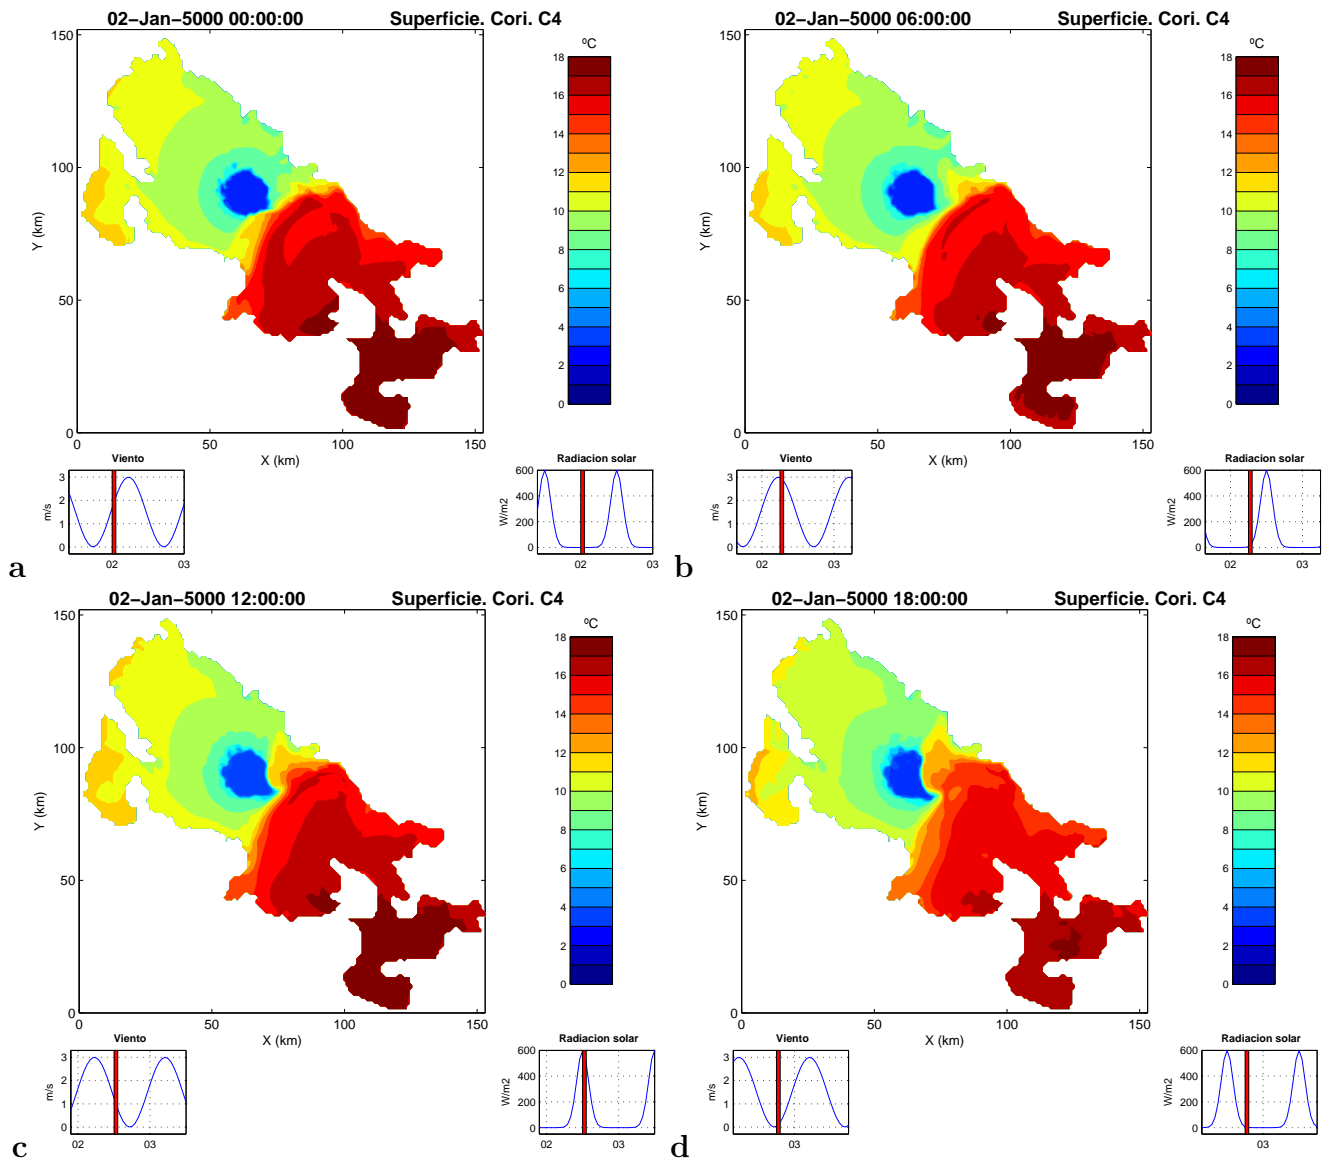 02-Jan-5000 00:00:00 Superficie. Cori. C4
150
100
50
0
0 50 100 150
Y (km)
X (km)
ºC
18
16
14
12
10
8
6
4
2
0
Viento
3
2
1
0
m/s
02 03
Radiacion solar
600
400
200
0
W/m2
02 03
a
02-Jan-5000 06:00:00 Superficie. Cori. C4
150
100
50
0
0 50 100 150
Y (km)
X (km)
ºC
18
16
14
12
10
8
6
4
2
0
Viento
3
2
1
0
m/s
02 03
Radiacion solar
600
400
200
0
W/m2
02 03
b
02-Jan-5000 12:00:00 Superficie. Cori. C4
150
100
50
0
0 50 100 150
Y (km)
X (km)
ºC
18
16
14
12
10
8
6
4
2
0
Viento
3
2
1
0
m/s
02 03
Radiacion solar
600
400
200
0
W/m2
02 03
c
02-Jan-5000 18:00:00 Superficie. Cori. C4
150
100
50
0
0 50 100 150
Y (km)
X (km)
ºC
18
16
14
12
10
8
6
4
2
0
Viento
3
2
1
0
m/s
03
Radiacion solar
600
400
200
0
W/m2
03
d